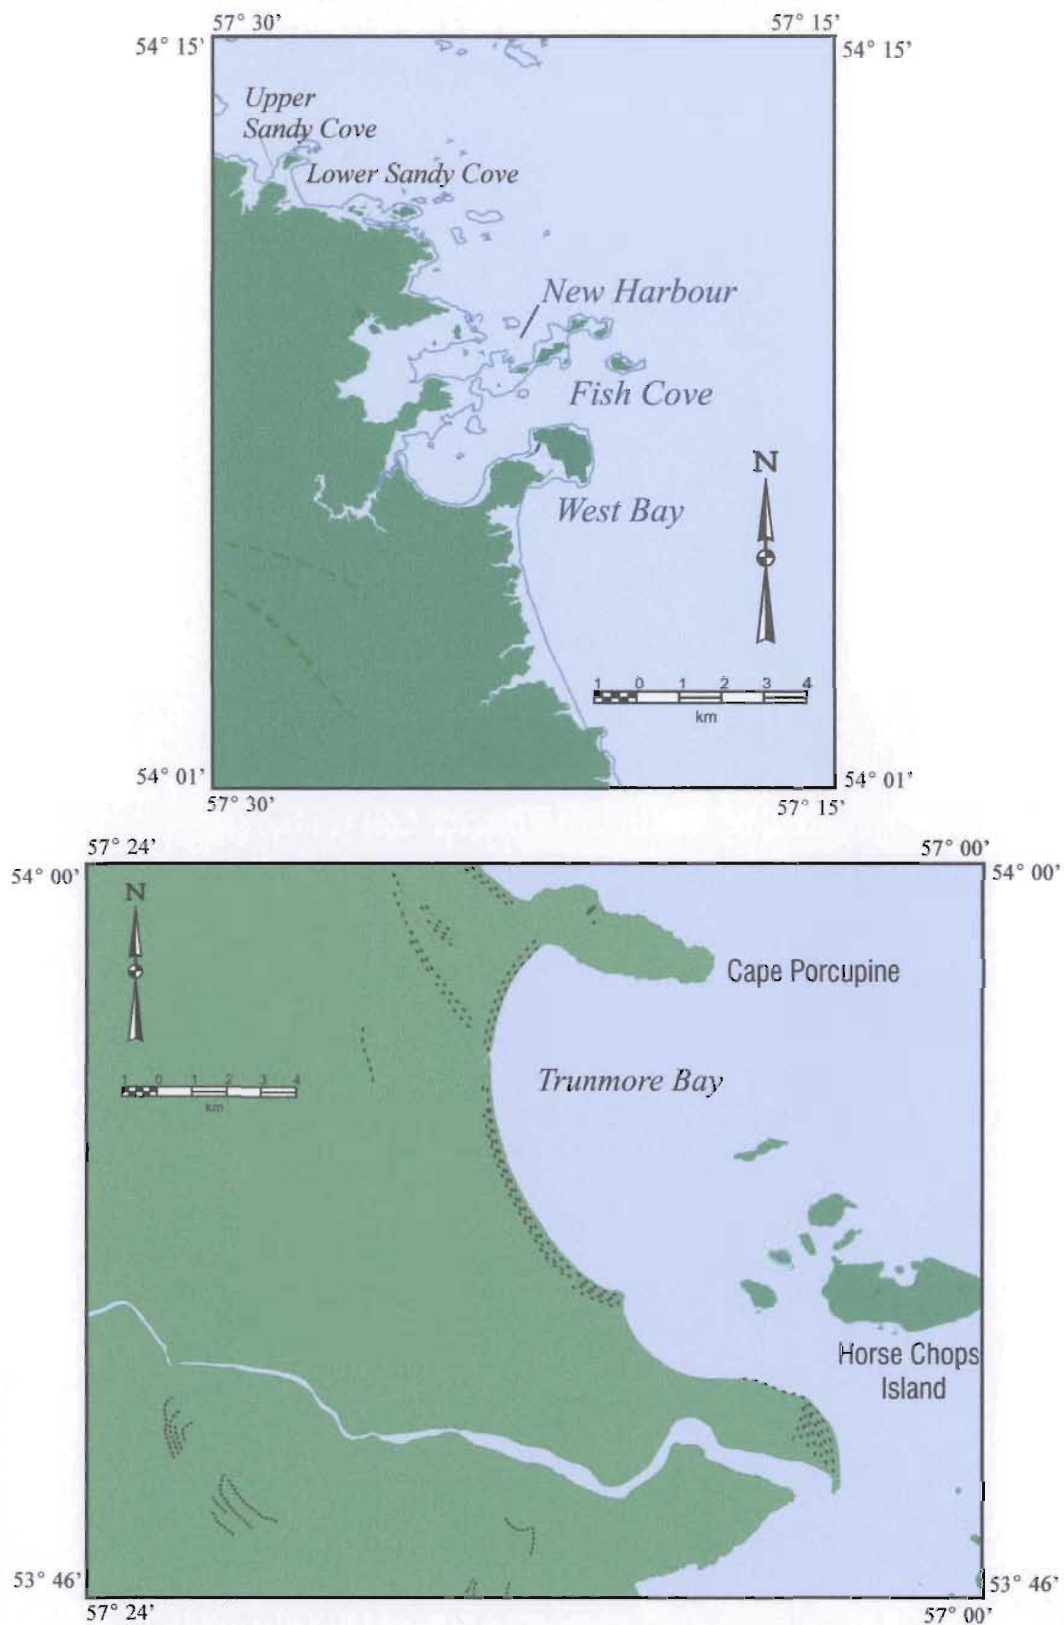 57° 30'
57° 15'
54° 15'
54° 15'
Upper
Sandy Cove
Lower Sandy Cove
New Harbour
Fish Cove
N
West Bay
1 0 1 2 3 4
km
54° 01'
54° 01'
57° 30'
57° 15'
57° 24'
57° 00'
54° 00'
54° 00'
N
Cape Porcupine
Trunmore Bay
1 0 1 2 3 4
km
Horse Chops
Island
53° 46'
53° 46'
57° 24'
57° 00'